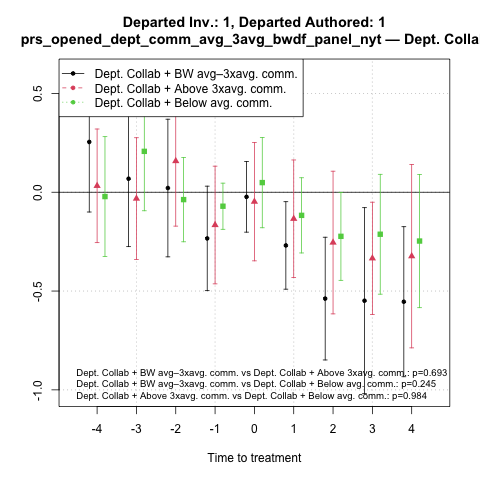 Departed Inv.: 1, Departed Authored: 1
prs_opened_dept_comm_avg_3avg_bwdf_panel_nyt — Dept. Colla
Dept. Collab + BW avg–3xavg. comm.
Dept. Collab + Above 3xavg. comm.
Dept. Collab + Below avg. comm.
0.5
0.0
-0.5
-1.0
Dept. Collab + BW avg–3xavg. comm. vs Dept. Collab + Above 3xavg. comm.: p=0.693
Dept. Collab + BW avg–3xavg. comm. vs Dept. Collab + Below avg. comm.: p=0.245
Dept. Collab + Above 3xavg. comm. vs Dept. Collab + Below avg. comm.: p=0.984
-4 -3 -2 -1 0 1 2 3 4
Time to treatment